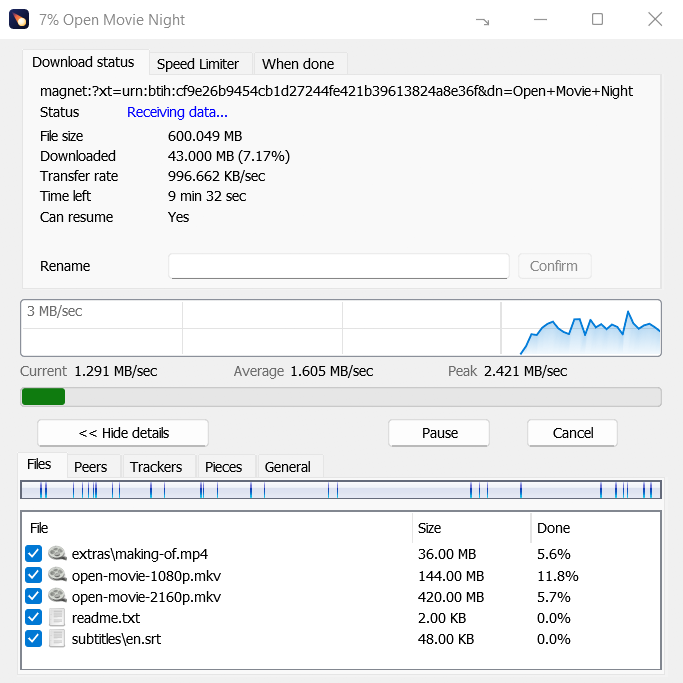 7% Open Movie Night
Download status Speed Limiter When done
magnet:?xt=urn:btih:cf9e26b9454cb1d27244fe421b39613824a8e36f&dn=Open+Movie+Night
Status Receiving data...
File size 600.049 MB
Downloaded 43.000 MB (7.17%)
Transfer rate 996.662 KB/sec
Time left 9 min 32 sec
Can resume Yes
Rename Confirm
3 MB/sec
Current 1.291 MB/sec Average 1.605 MB/sec Peak 2.421 MB/sec
<< Hide details Pause Cancel
Files Peers Trackers Pieces General
File Size Done
extras\making-of.mp4 36.00 MB 5.6%
open-movie-1080p.mkv 144.00 MB 11.8%
open-movie-2160p.mkv 420.00 MB 5.7%
readme.txt 2.00 KB 0.0%
subtitles\en.srt 48.00 KB 0.0%